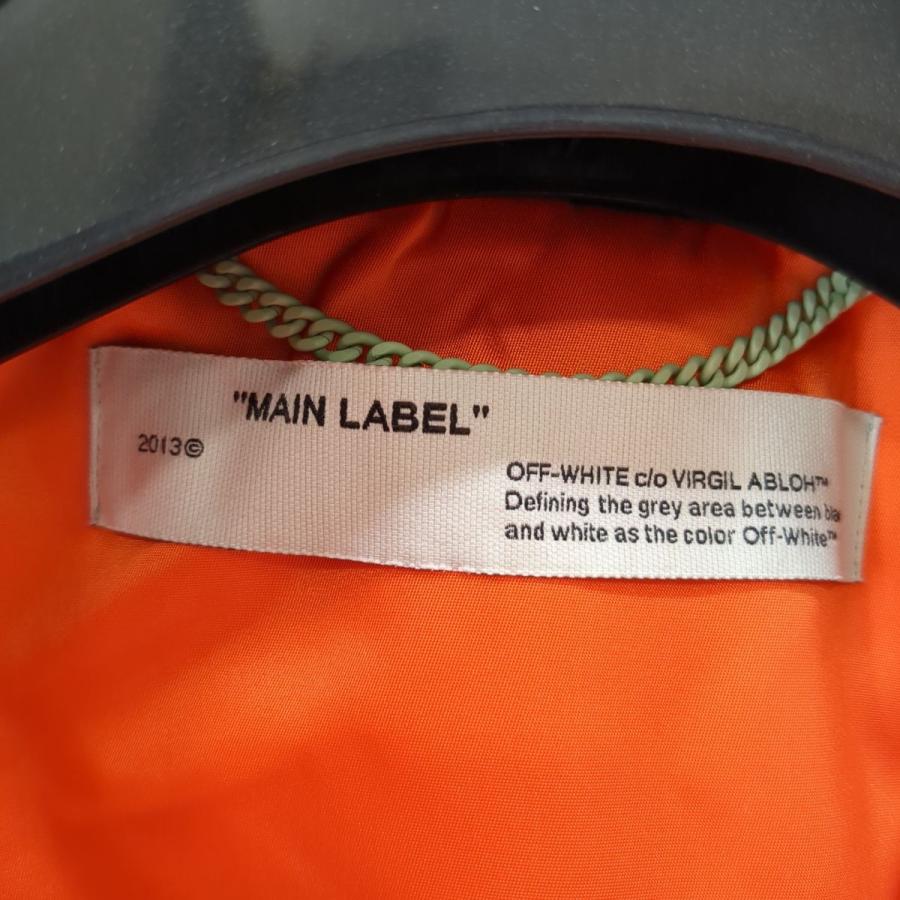 "MAIN LABEL"
2013©
OFF-WHITE c/o VIRGIL ABLOH™
Defining the grey area between
and white as the color Off-White™